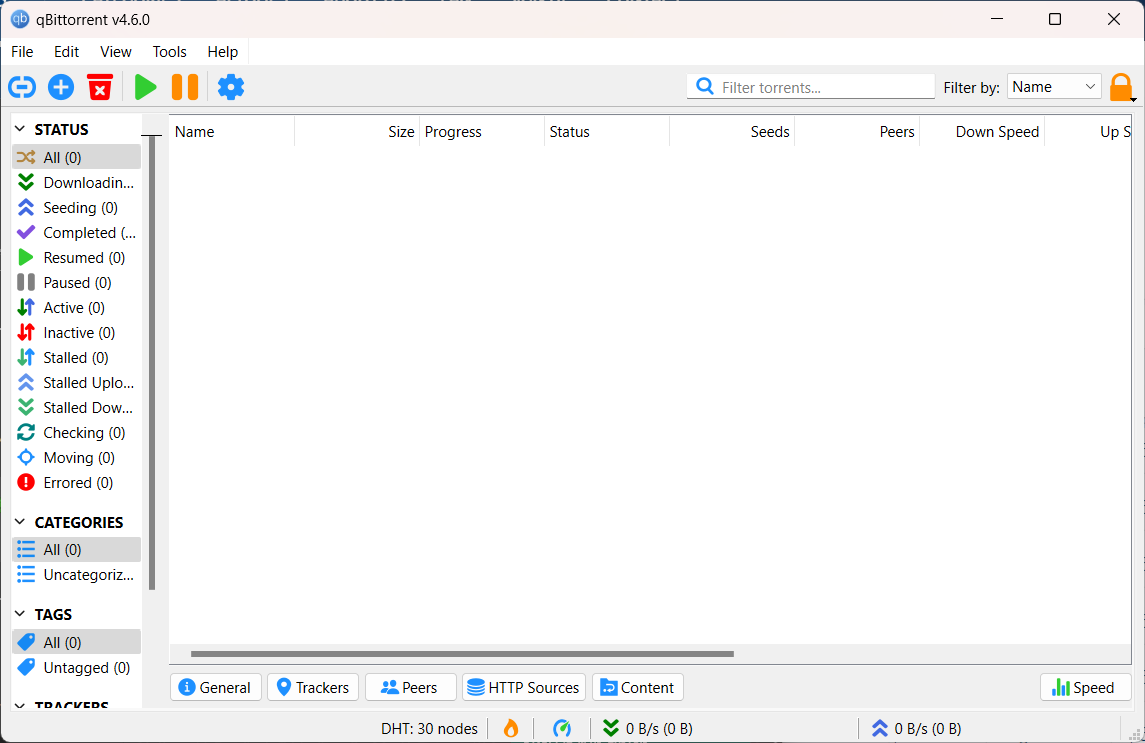 qb qBittorrent v4.6.0
File Edit View Tools Help
Filter torrents... Filter by: Name
STATUS
All (0)
Downloadin...
Seeding (0)
Completed (...
Resumed (0)
Paused (0)
Active (0)
Inactive (0)
Stalled (0)
Stalled Uplo...
Stalled Dow...
Checking (0)
Moving (0)
Errored (0)
CATEGORIES
All (0)
Uncategoriz...
TAGS
All (0)
Untagged (0)
TRACKERS
Name Size Progress Status Seeds Peers Down Speed Up S
General Trackers Peers HTTP Sources Content Speed
DHT: 30 nodes 0 B/s (0 B) 0 B/s (0 B)